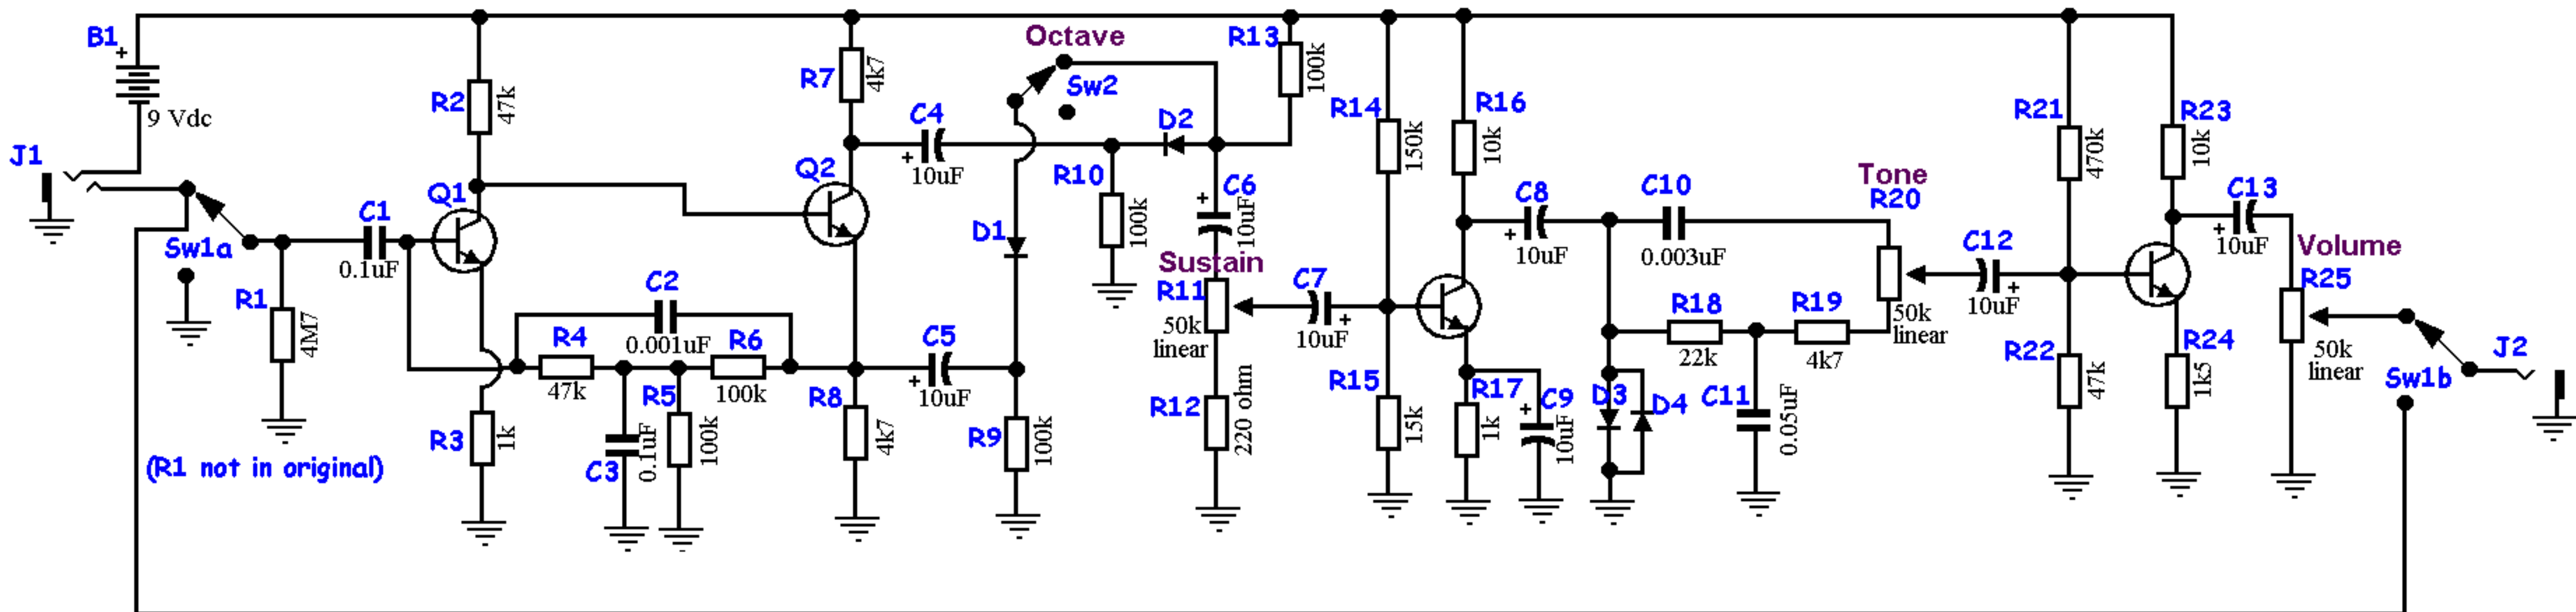 B1
+
9 Vdc
J1
Sw1a
R1
4M7
(R1 not in original)
C1
0.1uF
R2
47k
Q1
R3
1k
C2
0.001uF
R4
47k
R6
100k
C3
0.1uF
R5
100k
R7
4k7
Q2
R8
4k7
C4
+
10uF
C5
+
10uF
Octave
Sw2
D1
R9
100k
R10
100k
D2
R13
100k
C6
+
10uF
Sustain
R11
50k
linear
R12
220 ohm
C7
+
10uF
R14
150k
R15
15k
R16
10k
R17
1k
C9
+
10uF
C8
+
10uF
D3
D4
C10
0.003uF
R18
22k
R19
4k7
C11
0.05uF
Tone
R20
50k
linear
C12
+
10uF
R21
470k
R22
47k
R23
10k
R24
1k5
C13
+
10uF
Volume
R25
50k
linear
Sw1b
J2